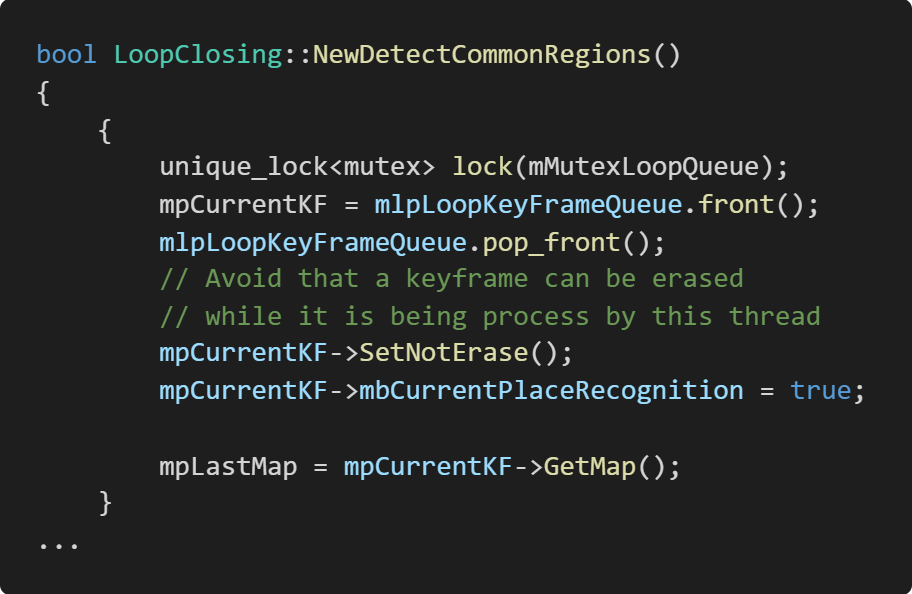 bool LoopClosing::NewDetectCommonRegions()
{
    {
        unique_lock<mutex> lock(mMutexLoopQueue);
        mpCurrentKF = mlpLoopKeyFrameQueue.front();
        mlpLoopKeyFrameQueue.pop_front();
        // Avoid that a keyframe can be erased
        // while it is being process by this thread
        mpCurrentKF->SetNotErase();
        mpCurrentKF->mbCurrentPlaceRecognition = true;

        mpLastMap = mpCurrentKF->GetMap();
    }
...